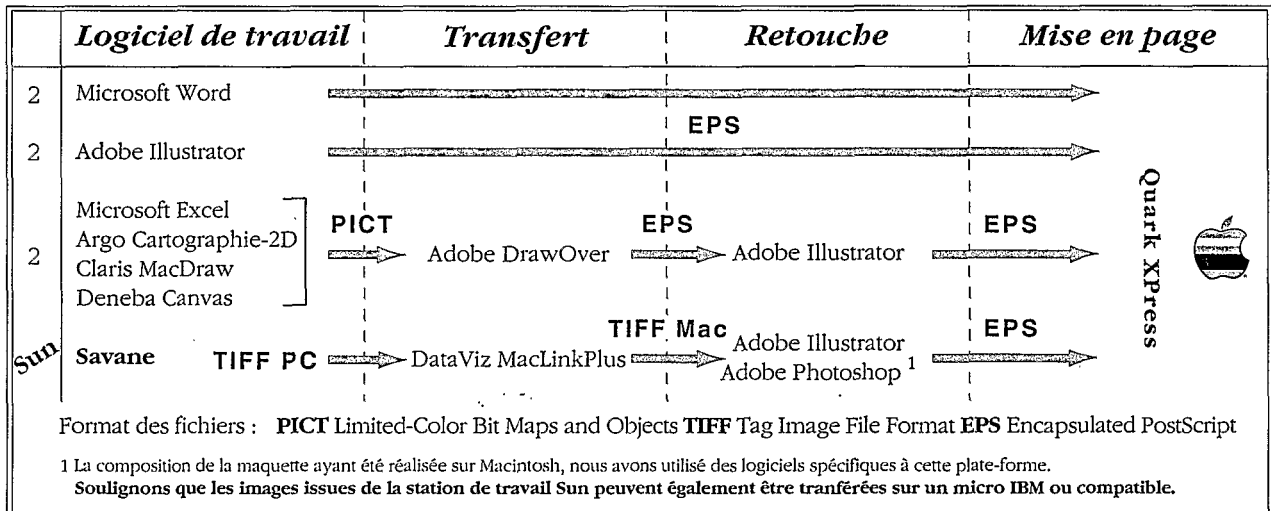 Logiciel de travail Transfert Retouche Mise en page
2 Microsoft Word
EPS
2 Adobe Illustrator
Microsoft Excel
Argo Cartographie-2D
Claris MacDraw
Deneba Canvas
2 PICT Adobe DrawOver EPS Adobe Illustrator EPS
Sun Savane TIFF PC DataViz MacLinkPlus TIFF Mac Adobe Illustrator
Adobe Photoshop 1 EPS
Quark XPress
Format des fichiers : PICT Limited-Color Bit Maps and Objects TIFF Tag Image File Format EPS Encapsulated PostScript
1 La composition de la maquette ayant été réalisée sur Macintosh, nous avons utilisé des logiciels spécifiques à cette plate-forme.
Soulignons que les images issues de la station de travail Sun peuvent également être tranférées sur un micro IBM ou compatible.